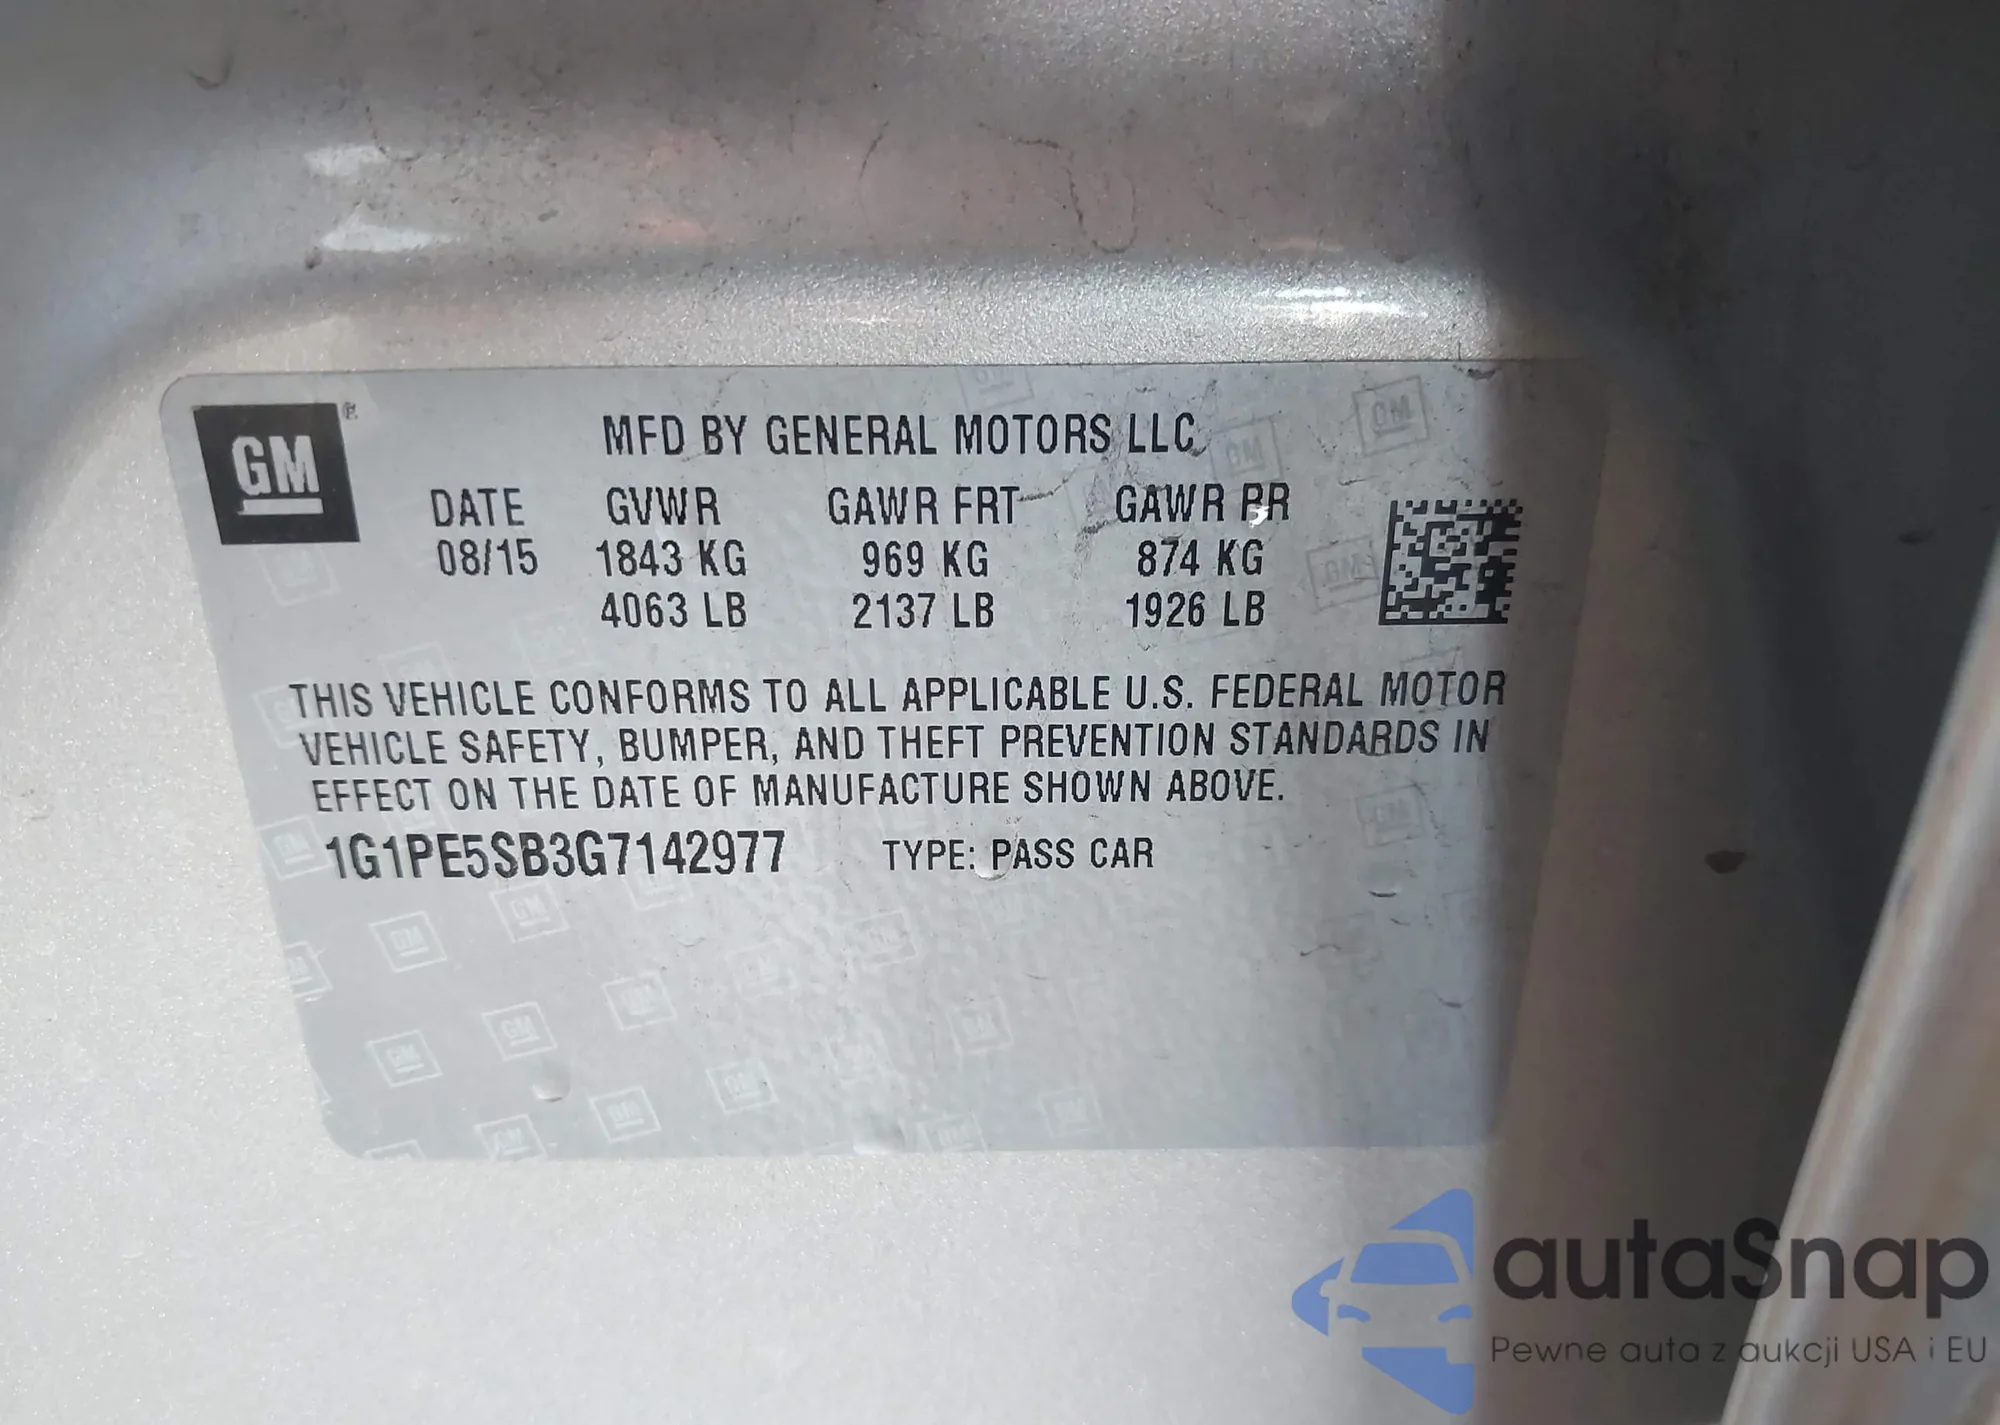 GM
MFD BY GENERAL MOTORS LLC
DATE GVWR GAWR FRT GAWR RR
08/15 1843 KG 969 KG 874 KG
4063 LB 2137 LB 1926 LB
THIS VEHICLE CONFORMS TO ALL APPLICABLE U.S. FEDERAL MOTOR
VEHICLE SAFETY, BUMPER, AND THEFT PREVENTION STANDARDS IN
EFFECT ON THE DATE OF MANUFACTURE SHOWN ABOVE.
1G1PE5SB3G7142977 TYPE: PASS CAR
autaSnap
Pewne auta z aukcji USA i EU